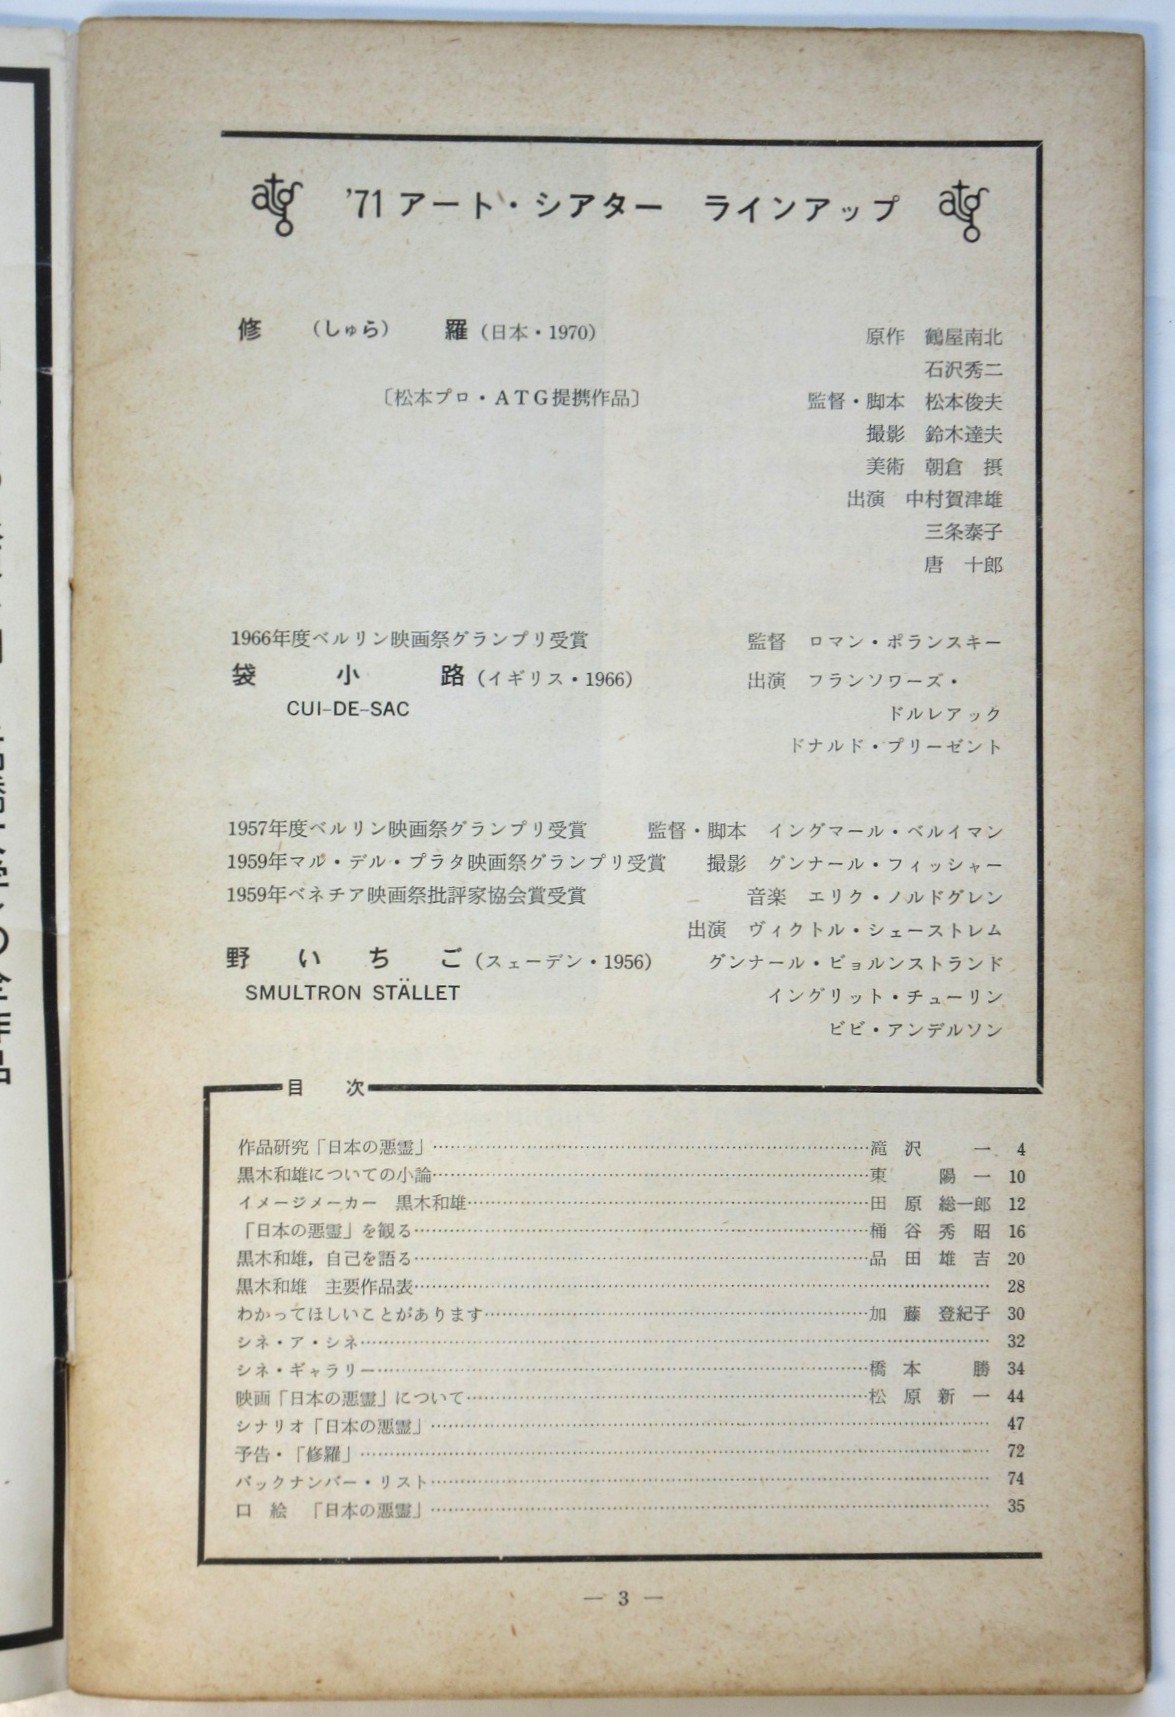 atg '71 アート・シアター　ラインアップ atg
修　（しゅら）　羅（日本・1970）
〔松本プロ・ＡＴＧ提携作品〕
原作　鶴屋南北
石沢秀二
監督・脚本　松本俊夫
撮影　鈴木達夫
美術　朝倉　摂
出演　中村賀津雄
三条泰子
唐　十郎
1966年度ベルリン映画祭グランプリ受賞
袋　小　路（イギリス・1966）
CUI-DE-SAC
監督　ロマン・ポランスキー
出演　フランソワーズ・
ドルレアック
ドナルド・プリーゼント
1957年度ベルリン映画祭グランプリ受賞
1959年マル・デル・プラタ映画祭グランプリ受賞
1959年ベネチア映画祭批評家協会賞受賞
野　い　ち　ご（スェーデン・1956）
SMULTRON STÄLLET
監督・脚本　イングマール・ベルイマン
撮影　グンナール・フィッシャー
音楽　エリク・ノルドグレン
出演　ヴィクトル・シェーストレム
グンナール・ビョルンストランド
イングリット・チューリン
ビビ・アンデルソン
目　次
作品研究「日本の悪霊」……滝　沢　　一　4
黒木和雄についての小論……東　　陽　一　10
イメージメーカー　黒木和雄……田　原　総一郎　12
「日本の悪霊」を観る……桶　谷　秀　昭　16
黒木和雄，自己を語る……品　田　雄　吉　20
黒木和雄　主要作品表……28
わかってほしいことがあります……加　藤　登紀子　30
シネ・ア・シネ……32
シネ・ギャラリー……橋　本　　勝　34
映画「日本の悪霊」について……松　原　新　一　44
シナリオ「日本の悪霊」……47
予告・「修羅」……72
バックナンバー・リスト……74
口　絵　「日本の悪霊」……35
― 3 ―